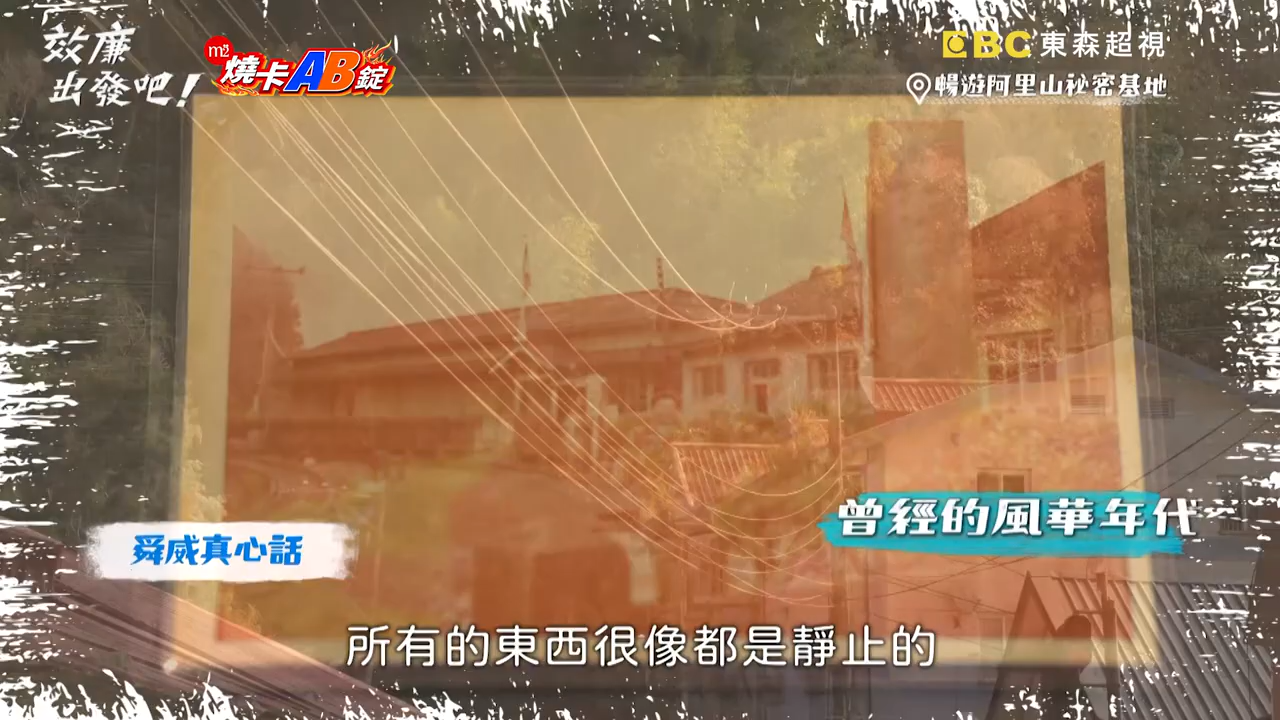 效廉
出發吧!
m2
燒卡AB錠
EBC東森超視
暢遊阿里山祕密基地
曾經的風華年代
舜威真心話
所有的東西很像都是靜止的